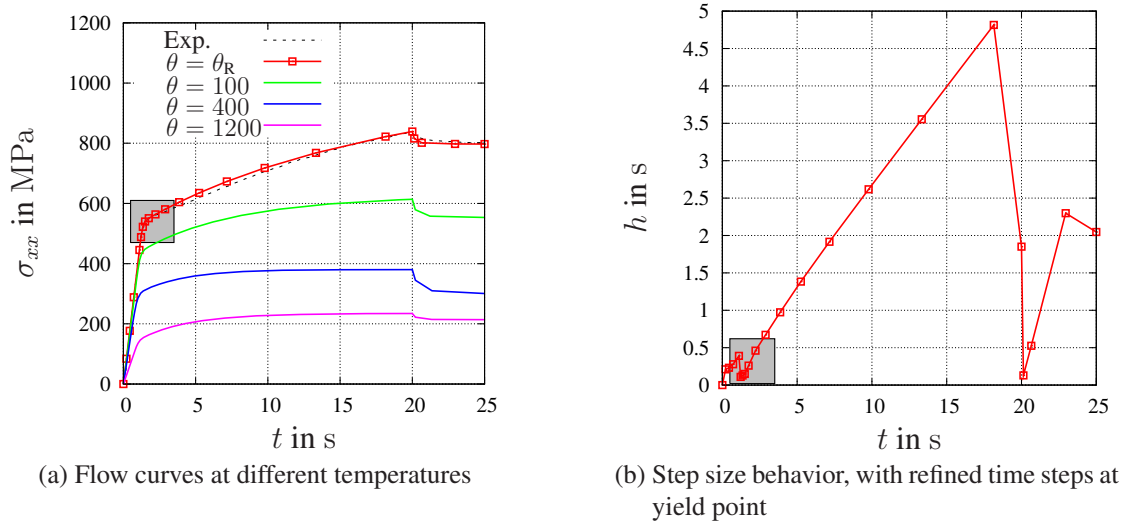 1200
1000
800
600
400
200
0
σxx in MPa
Exp.
θ = θR
θ = 100
θ = 400
θ = 1200
0 5 10 15 20 25
t in s
(a) Flow curves at different temperatures
5
4.5
4
3.5
3
2.5
2
1.5
1
0.5
0
h in s
0 5 10 15 20 25
t in s
(b) Step size behavior, with refined time steps at
yield point